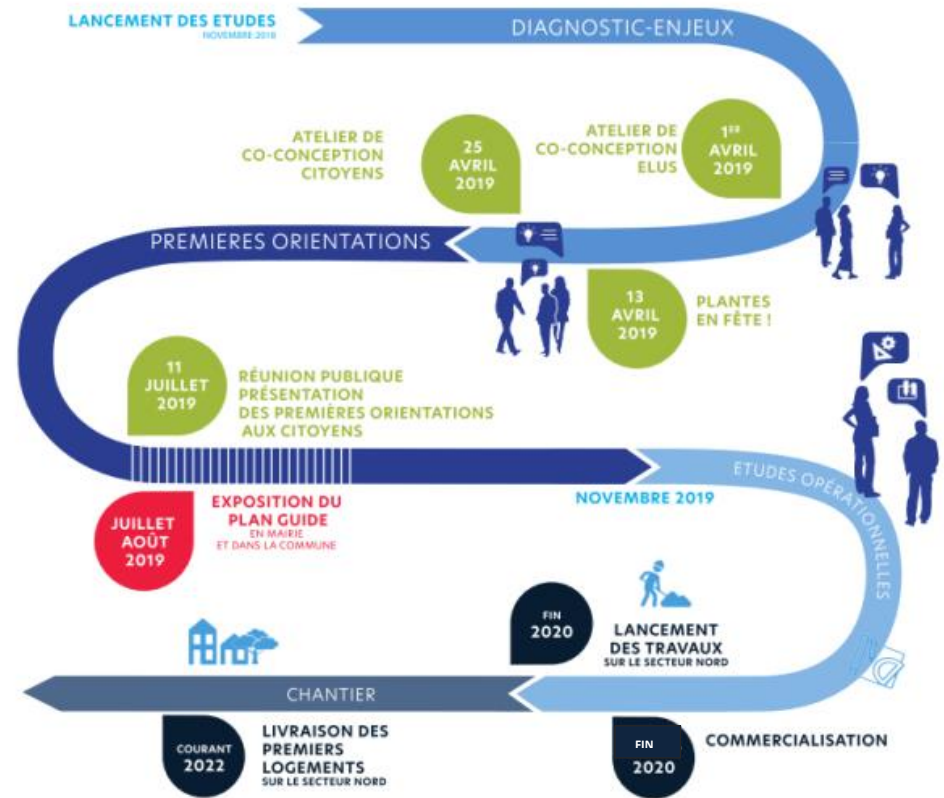 LANCEMENT DES ETUDES
NOVEMBRE 2018
DIAGNOSTIC-ENJEUX
ATELIER DE
CO-CONCEPTION
ELUS
1ER
AVRIL
2019
13
AVRIL
2019
PLANTES
EN FÊTE !
ATELIER DE
CO-CONCEPTION
CITOYENS
25
AVRIL
2019
PREMIERES ORIENTATIONS
11
JUILLET
2019
RÉUNION PUBLIQUE
PRÉSENTATION
DES PREMIÈRES ORIENTATIONS
AUX CITOYENS
JUILLET
AOÛT
2019
EXPOSITION DU
PLAN GUIDE
EN MAIRIE
ET DANS LA COMMUNE
NOVEMBRE 2019
ETUDES OPÉRATIONNELLES
FIN
2020
LANCEMENT
DES TRAVAUX
SUR LE SECTEUR NORD
FIN
2020
COMMERCIALISATION
CHANTIER
COURANT
2022
LIVRAISON DES
PREMIERS
LOGEMENTS
SUR LE SECTEUR NORD